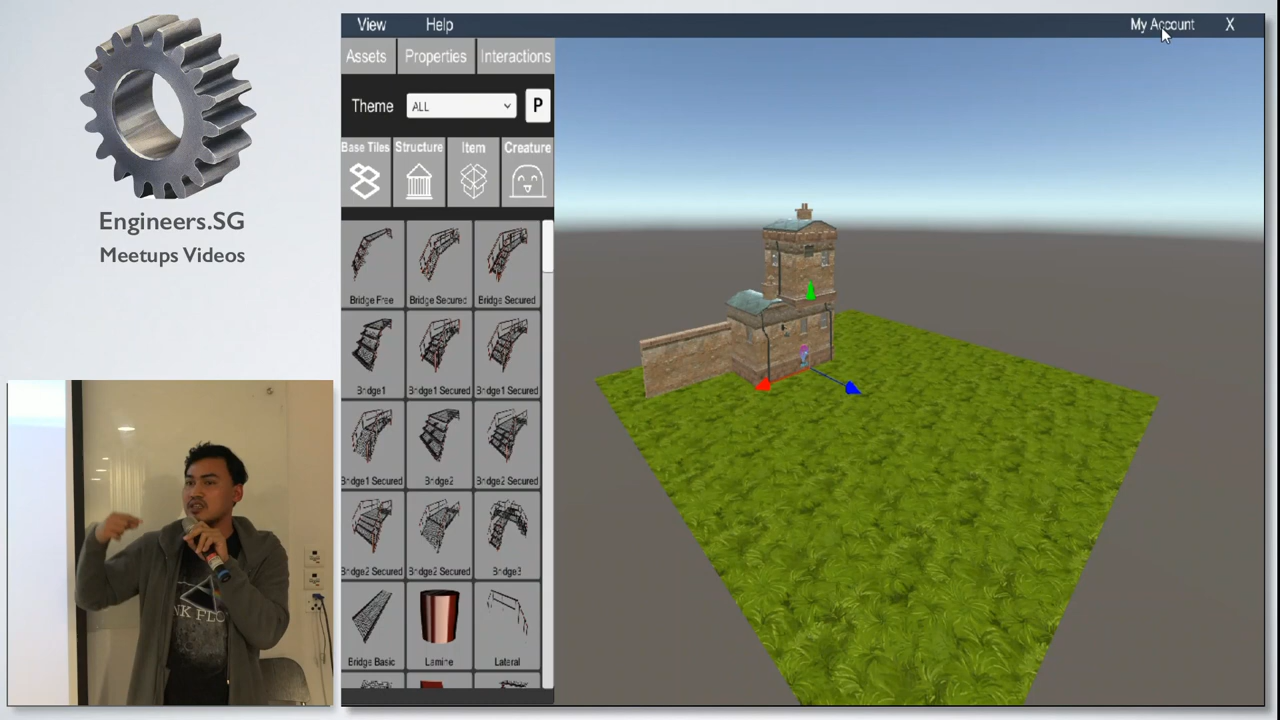 Engineers.SG
Meetups Videos
View Help My Account X
Assets Properties Interactions
Theme ALL P
Base Tiles Structure Item Creature
Bridge Free Bridge Secured Bridge Secured
Bridge1 Bridge1 Secured Bridge1 Secured
Bridge1 Secured Bridge2 Bridge2 Secured
Bridge2 Secured Bridge2 Secured Bridge3
Bridge Basic Lamine Lateral
NK FLO